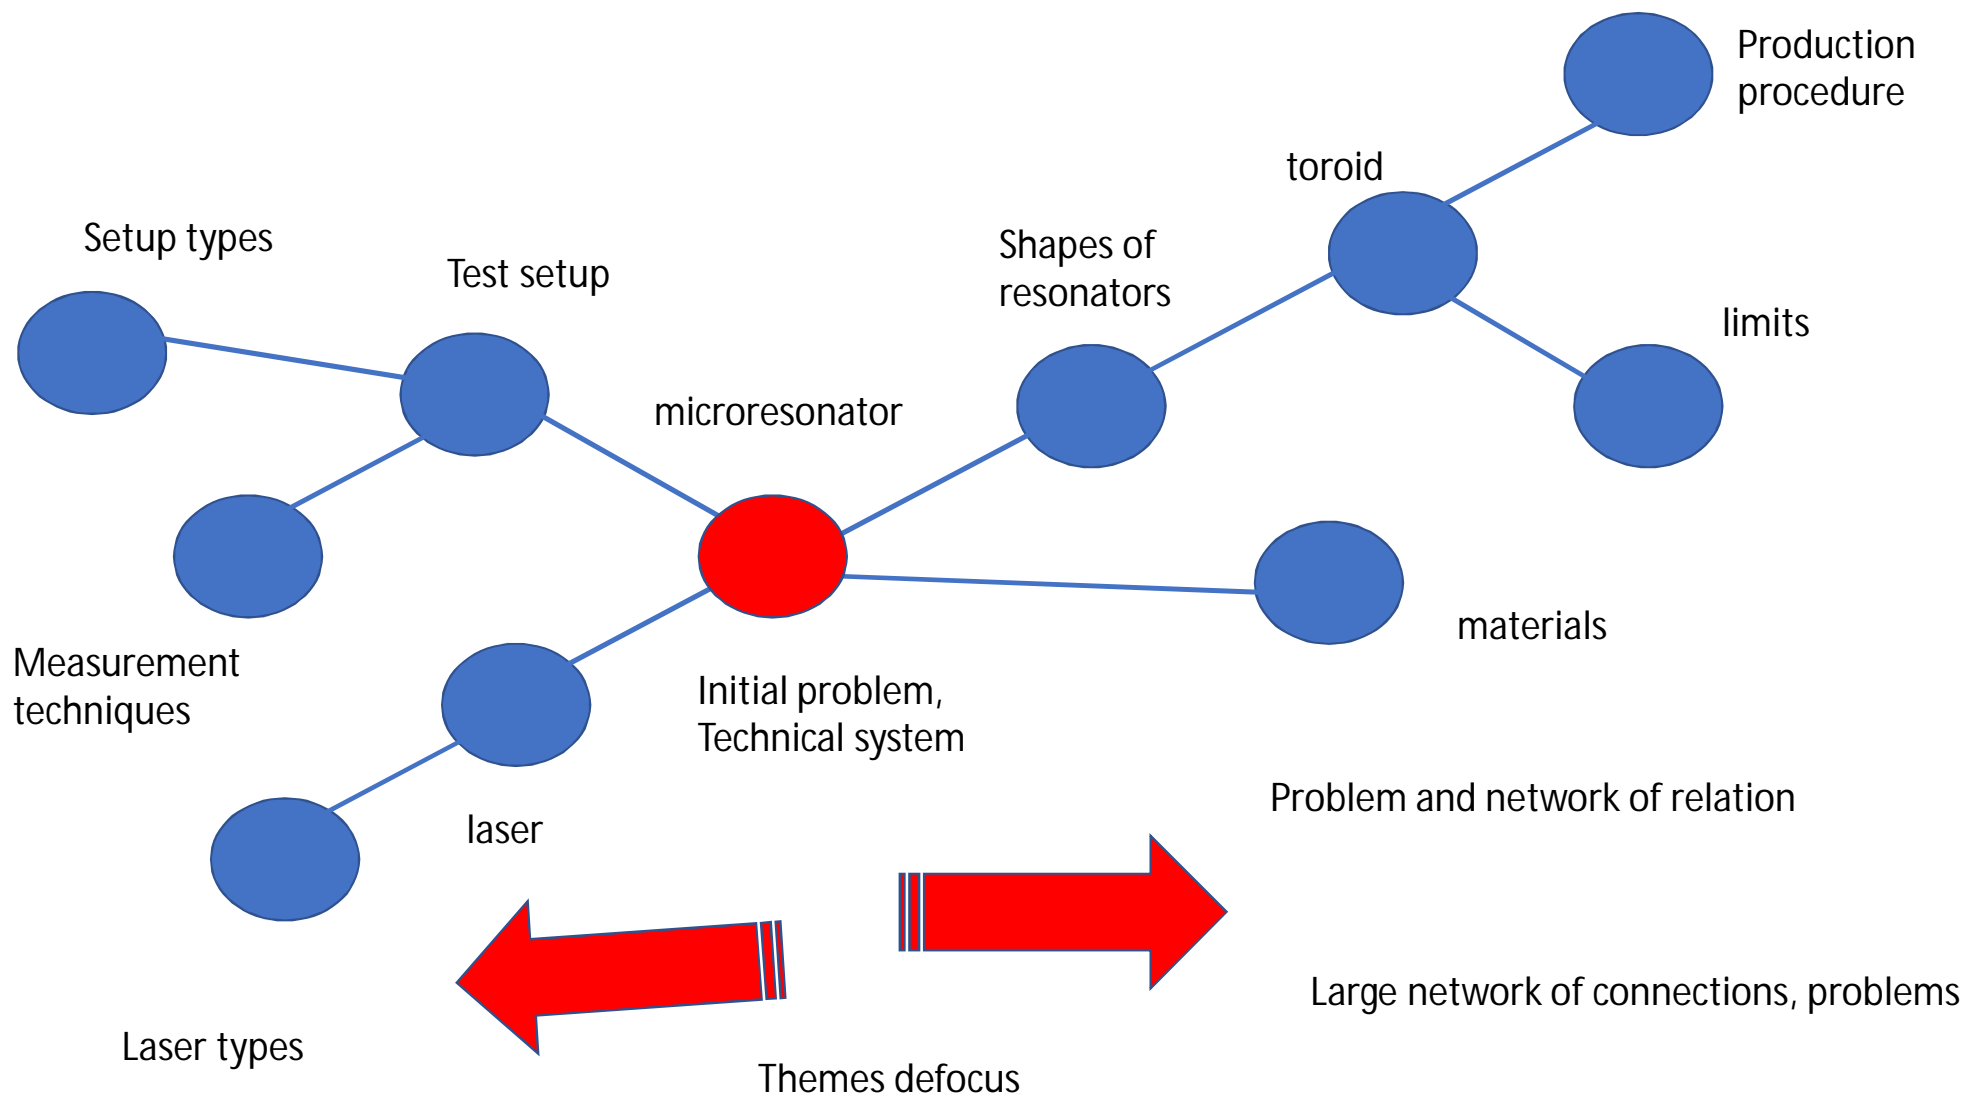 Production
procedure
toroid
Setup types
Test setup
Shapes of
resonators
limits
microresonator
materials
Measurement
techniques
Initial problem,
Technical system
laser
Problem and network of relation
Large network of connections, problems
Laser types
Themes defocus